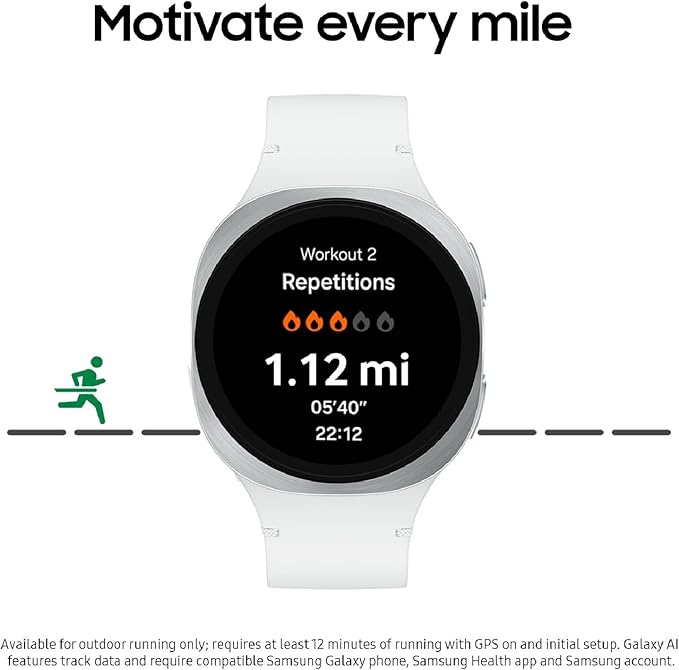 Motivate every mile
Workout 2
Repetitions
1.12 mi
05'40"
22:12
Available for outdoor running only; requires at least 12 minutes of running with GPS on and initial setup. Galaxy AI
features track data and require compatible Samsung Galaxy phone, Samsung Health app and Samsung account.